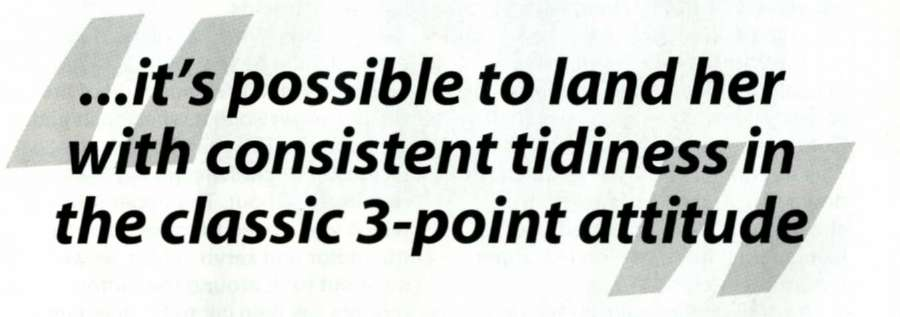 ...it's possible to land her
with consistent tidiness in
the classic 3-point attitude